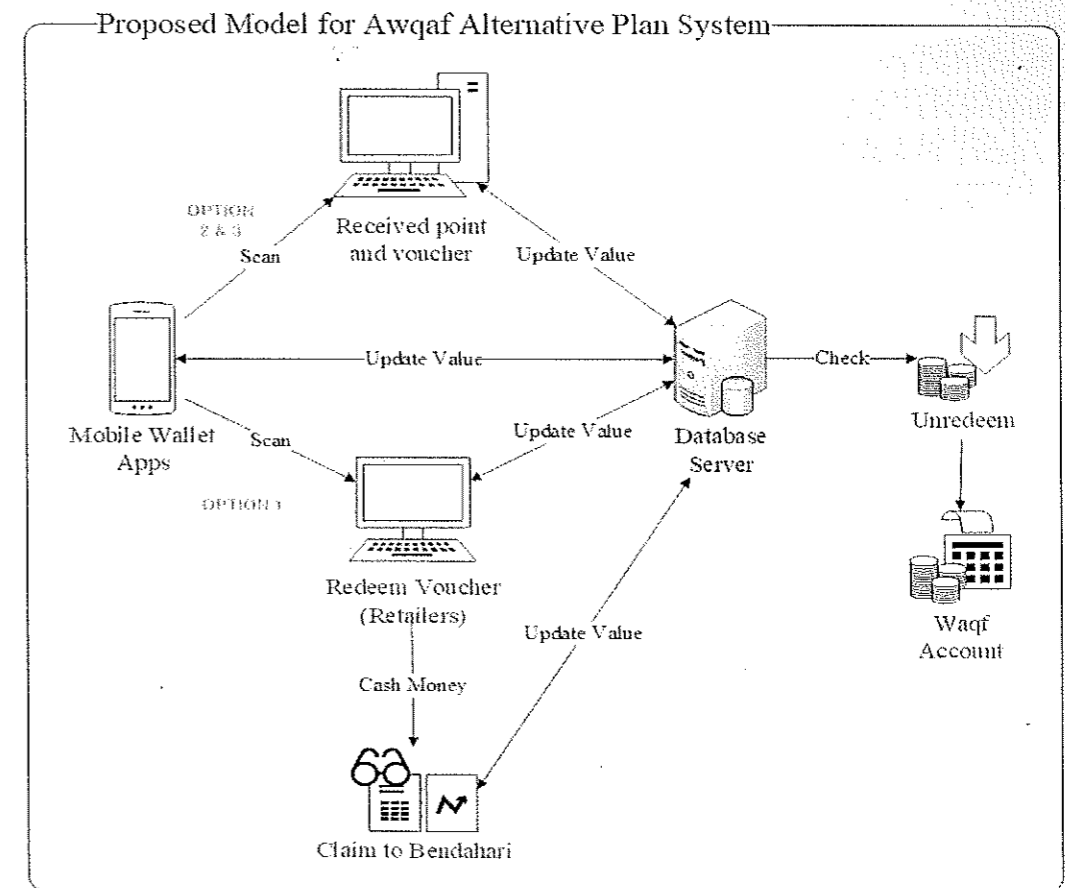 Proposed Model for Awqaf Alternative Plan System
OPTION
2 & 3
Scan
Received point
and voucher
Update Value
Update Value
Check
Mobile Wallet
Apps
Scan
OPTION 1
Update Value
Database
Server
Unredeem
Redeem Voucher
(Retailers)
Update Value
Waqf
Account
Cash Money
Claim to Bendahari